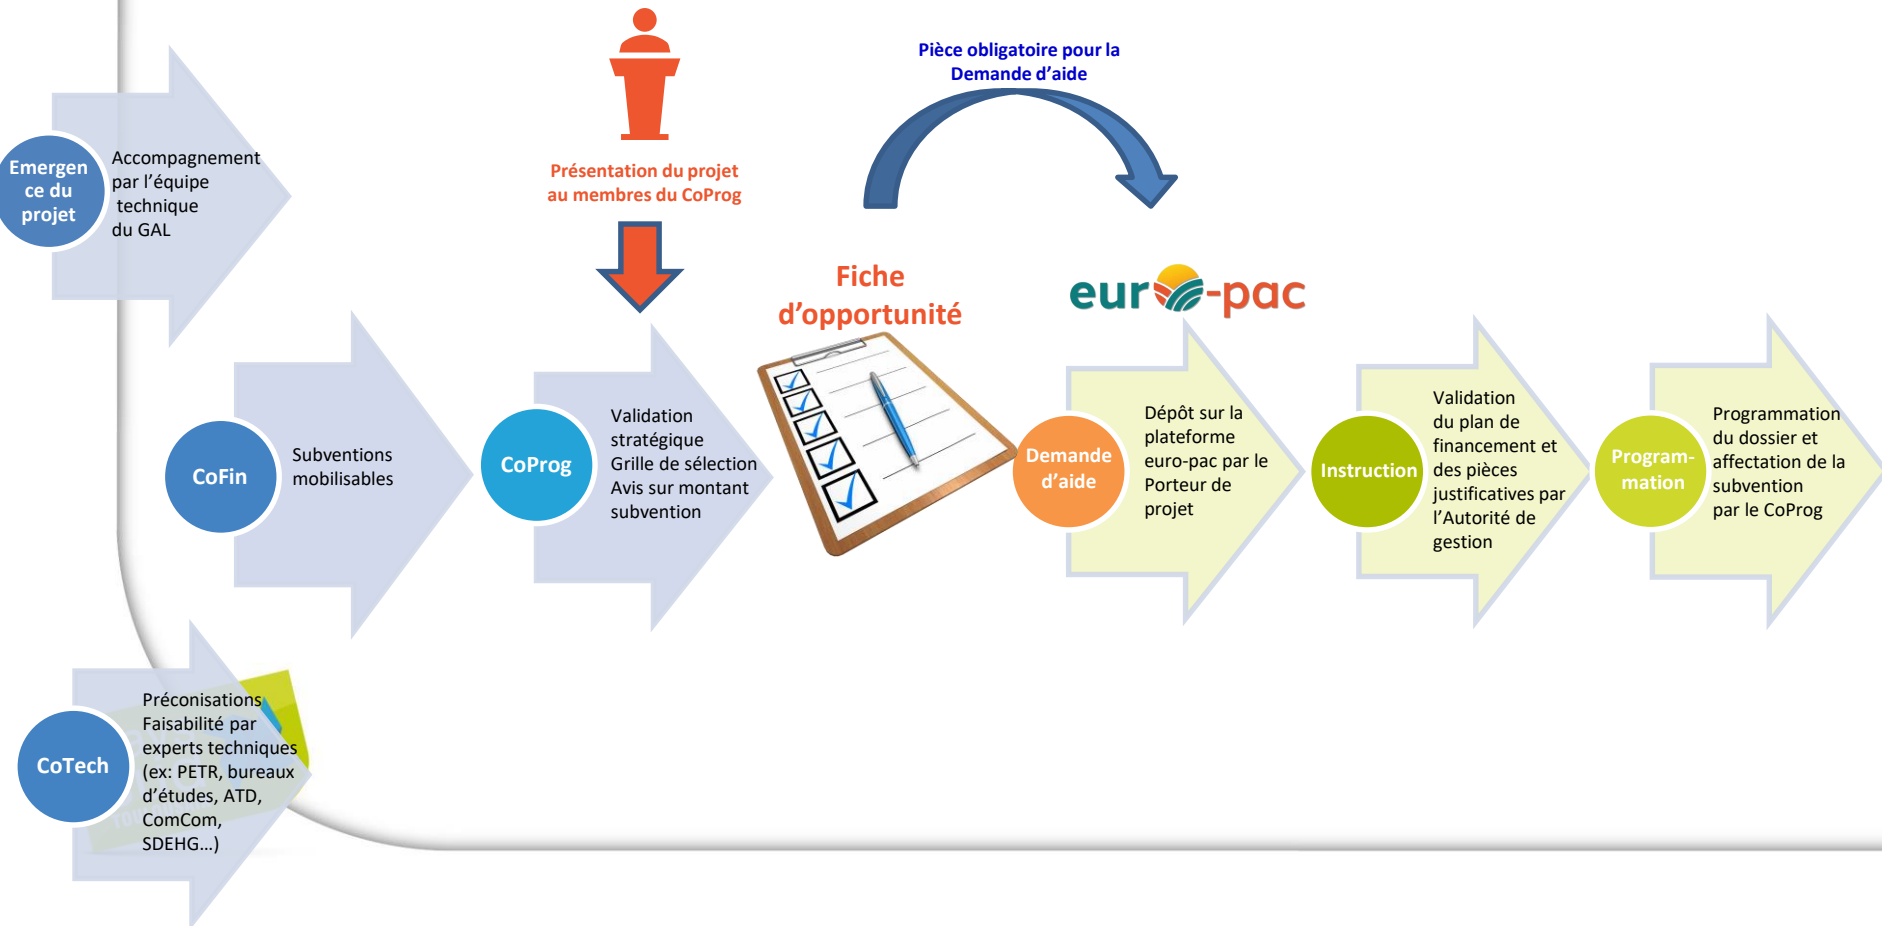 Pièce obligatoire pour la
Demande d'aide
Emergen
ce du
projet
Accompagnement
par l'équipe
technique
du GAL
Présentation du projet
au membres du CoProg
Fiche
d'opportunité
euro-pac
CoFin
Subventions
mobilisables
CoProg
Validation
stratégique
Grille de sélection
Avis sur montant
subvention
Demande
d'aide
Dépôt sur la
plateforme
euro-pac par le
Porteur de
projet
Instruction
Validation
du plan de
financement et
des pièces
justificatives par
l'Autorité de
gestion
Program-
mation
Programmation
du dossier et
affectation de la
subvention
par le CoProg
CoTech
Préconisations
Faisabilité par
experts techniques
(ex: PETR, bureaux
d'études, ATD,
ComCom,
SDEHG…)